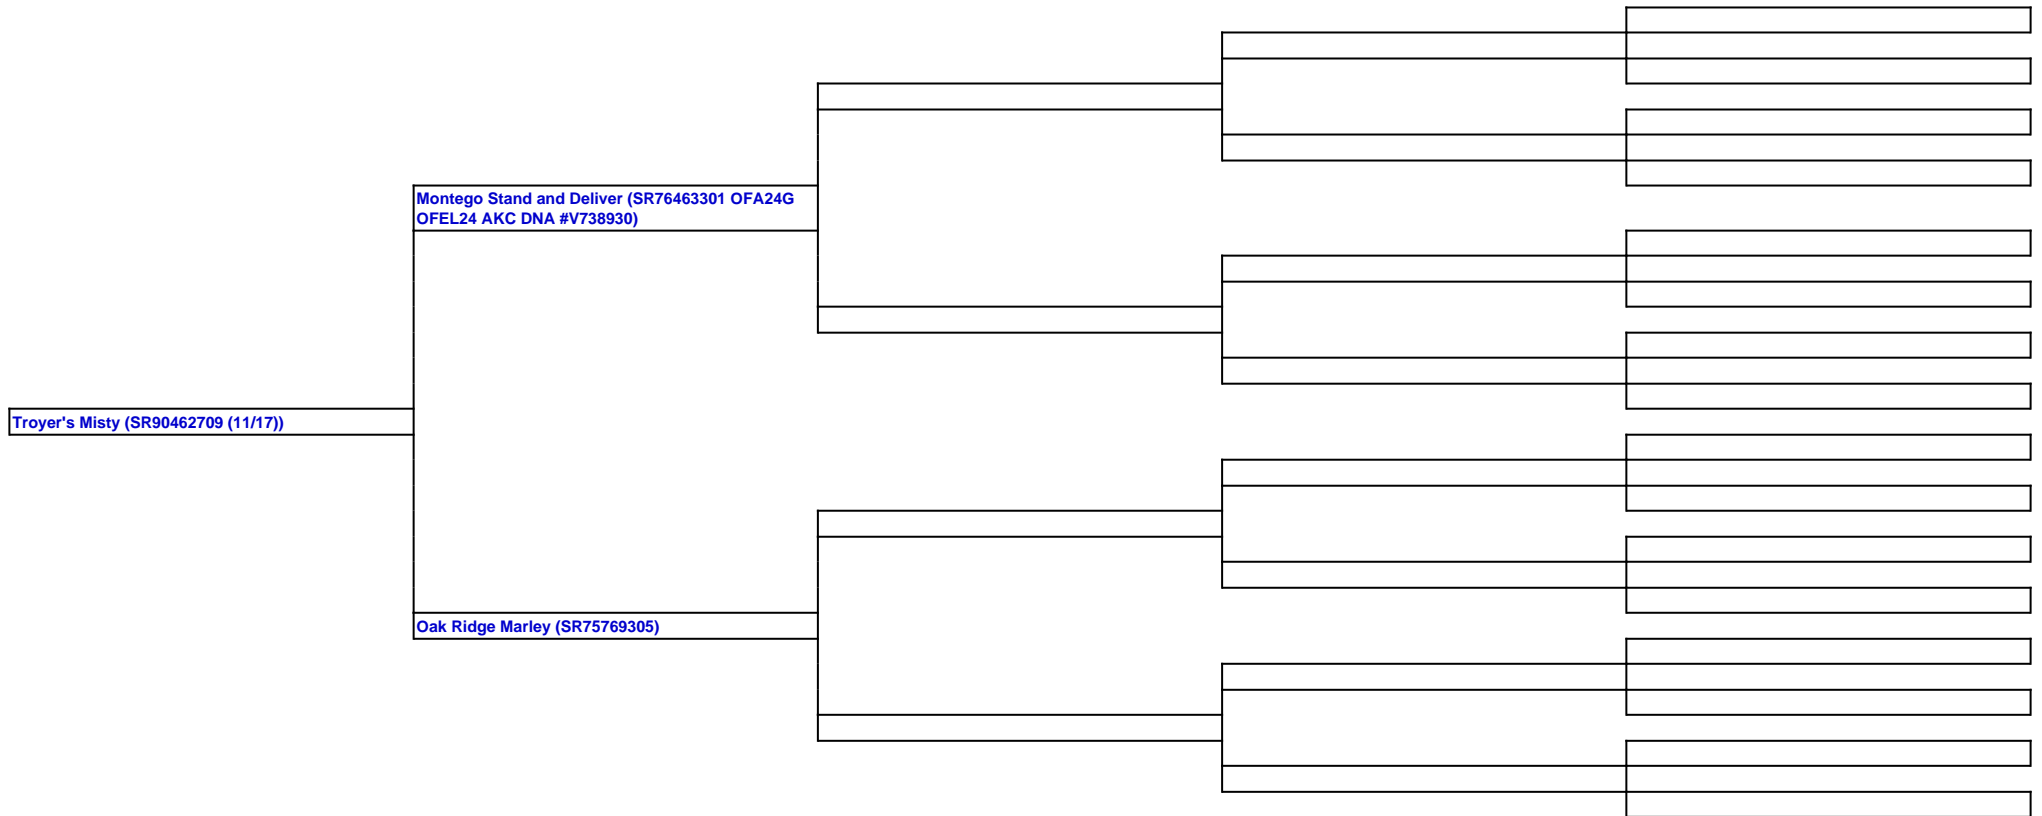 Montego Stand and Deliver (SR76463301 OFA24G
OFEL24 AKC DNA #V738930)
Troyer's Misty (SR90462709 (11/17))
Oak Ridge Marley (SR75769305)